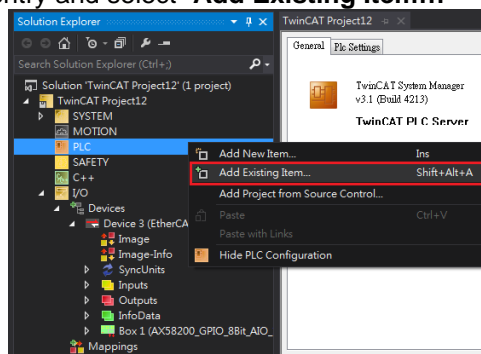 entry and select "Add Existing Item..."
Solution Explorer
TwinCAT Project12
Search Solution Explorer (Ctrl+;)
General Plc Settings
Solution 'TwinCAT Project12' (1 project)
TwinCAT Project12
SYSTEM
MOTION
PLC
SAFETY
C++
I/O
Devices
Device 3 (EtherCA
Image
Image-Info
SyncUnits
Inputs
Outputs
InfoData
Box 1 (AX58200_GPIO_8Bit_AIO_
Mappings
TwinCAT System Manager
v3.1 (Build 4213)
TwinCAT PLC Server
Add New Item... Ins
Add Existing Item... Shift+Alt+A
Add Project from Source Control...
Paste Ctrl+V
Paste with Links
Hide PLC Configuration